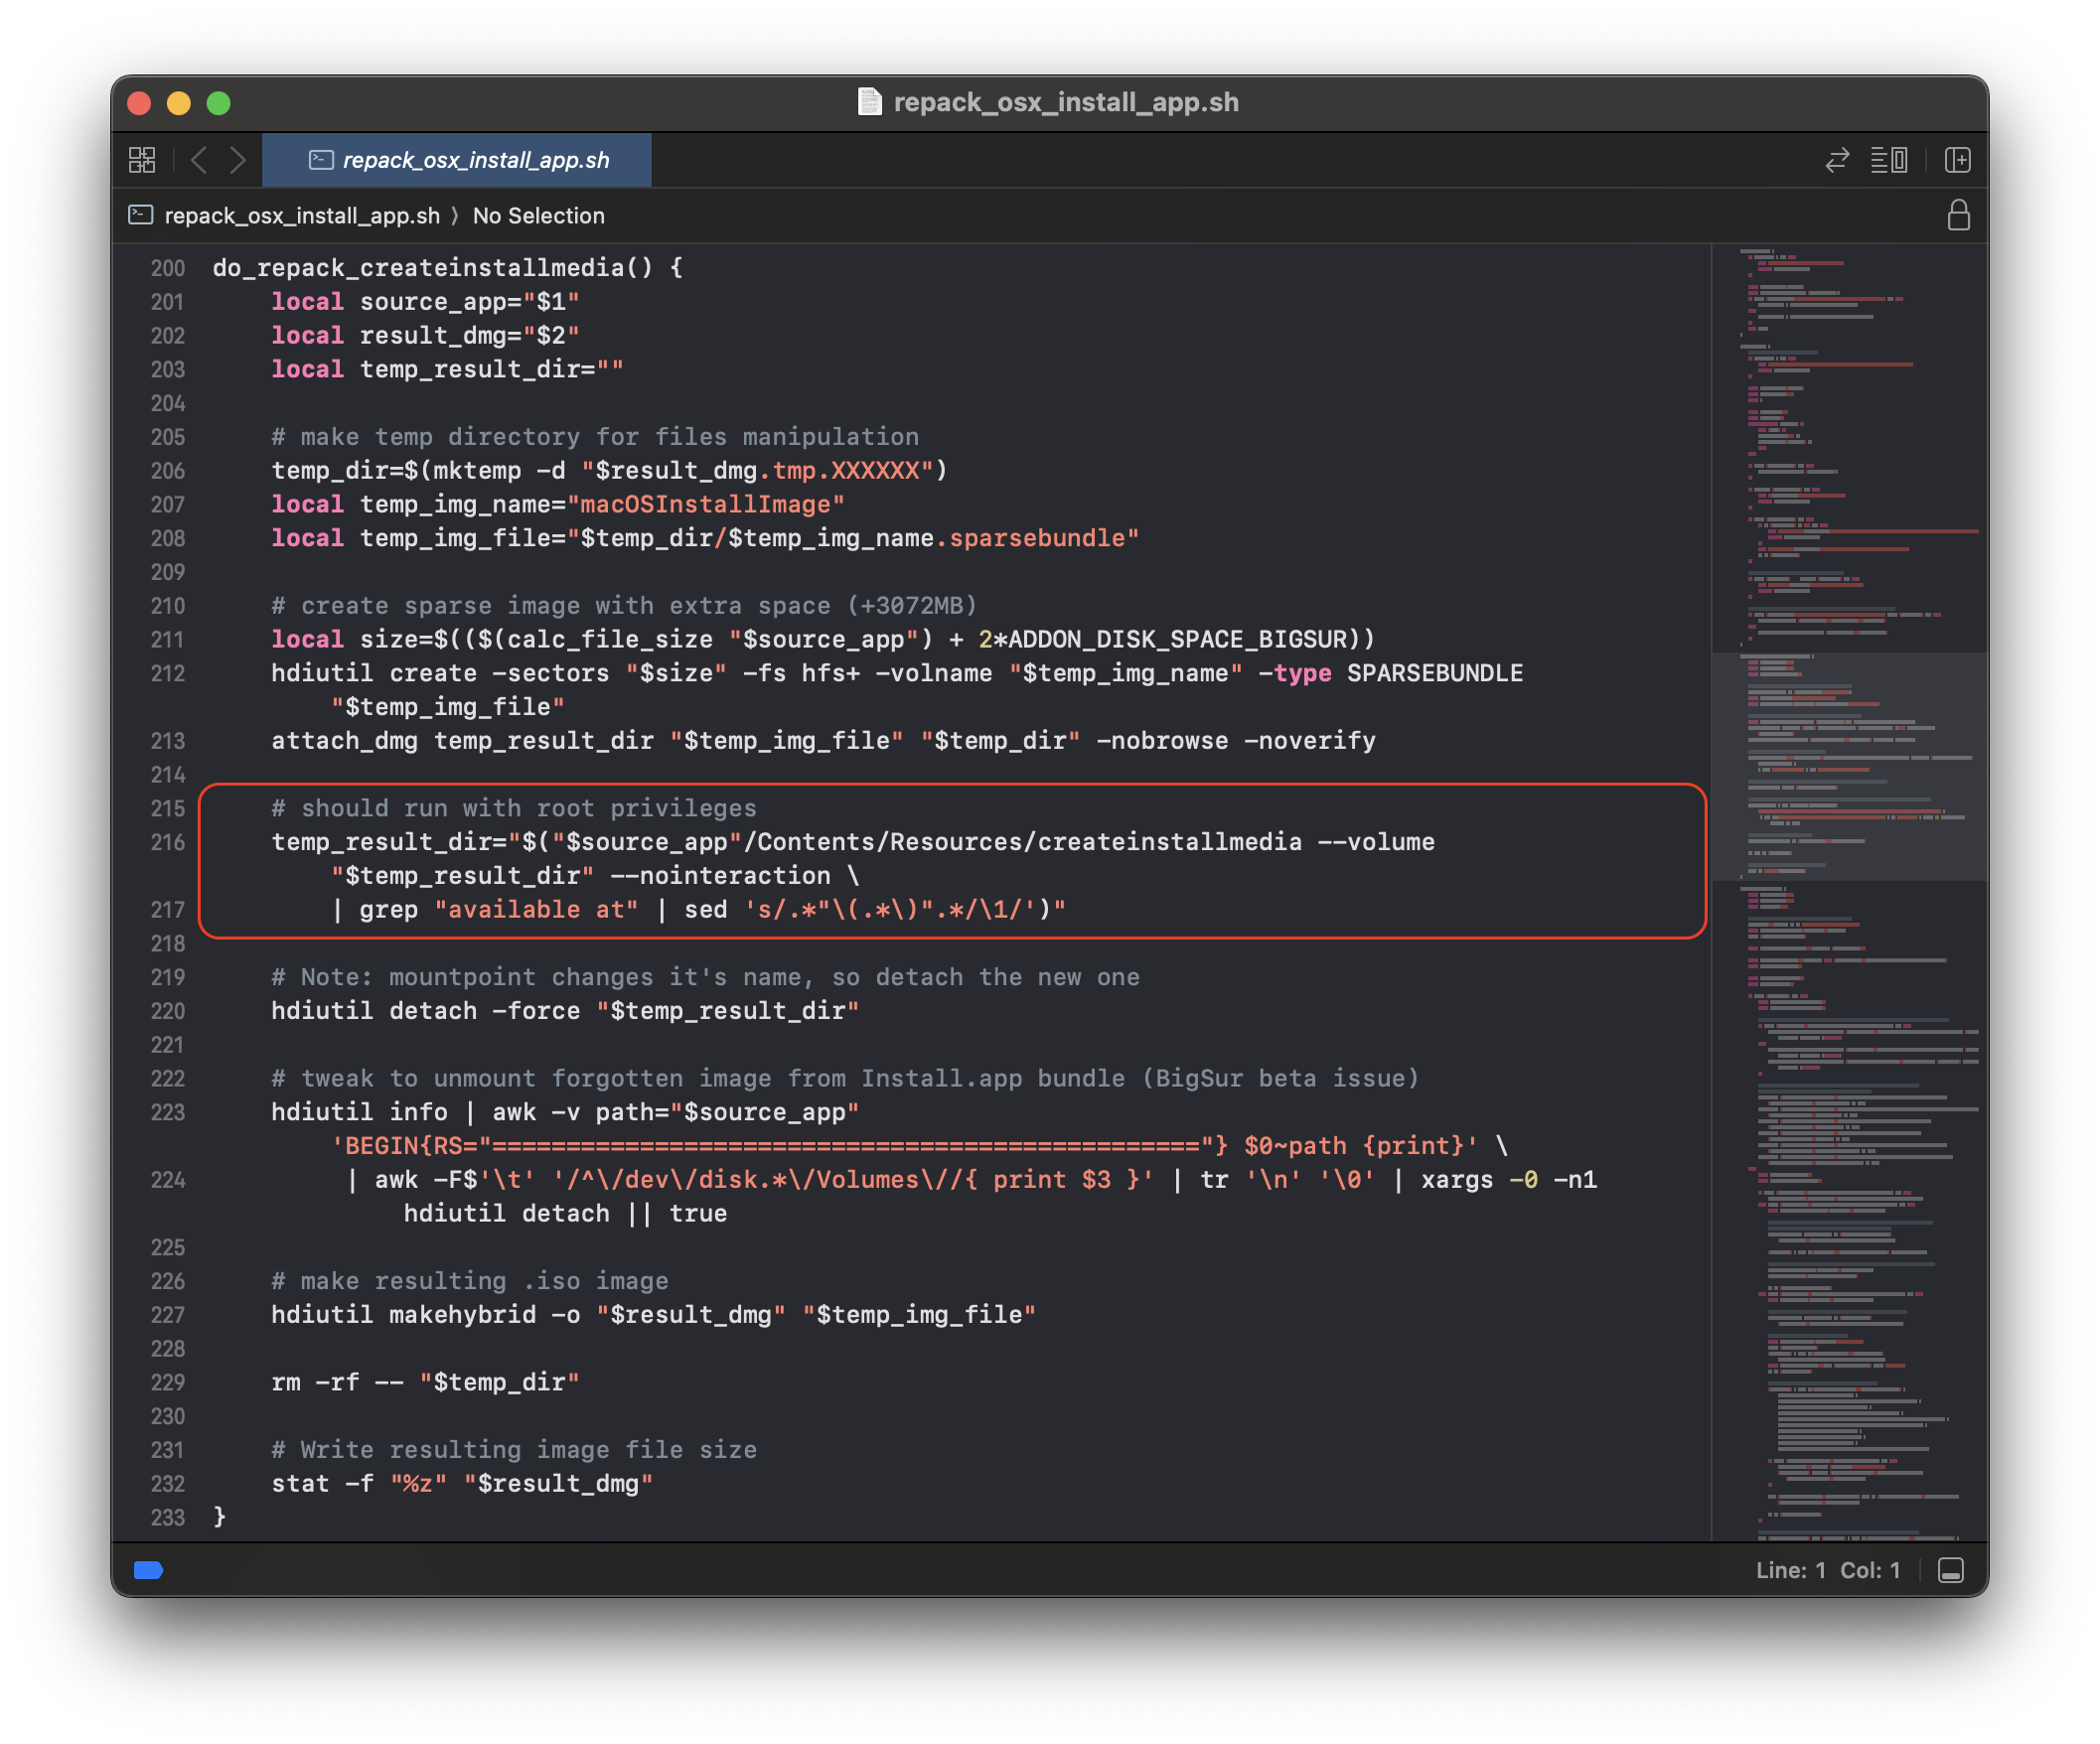 repack_osx_install_app.sh
repack_osx_install_app.sh
repack_osx_install_app.sh 〉 No Selection
200 do_repack_createinstallmedia() {
201     local source_app="$1"
202     local result_dmg="$2"
203     local temp_result_dir=""
204
205     # make temp directory for files manipulation
206     temp_dir=$(mktemp -d "$result_dmg.tmp.XXXXXX")
207     local temp_img_name="macOSInstallImage"
208     local temp_img_file="$temp_dir/$temp_img_name.sparsebundle"
209
210     # create sparse image with extra space (+3072MB)
211     local size=$(($(calc_file_size "$source_app") + 2*ADDON_DISK_SPACE_BIGSUR))
212     hdiutil create -sectors "$size" -fs hfs+ -volname "$temp_img_name" -type SPARSEBUNDLE
"$temp_img_file"
213     attach_dmg temp_result_dir "$temp_img_file" "$temp_dir" -nobrowse -noverify
214
215     # should run with root privileges
216     temp_result_dir="$("$source_app"/Contents/Resources/createinstallmedia --volume
"$temp_result_dir" --nointeraction \
217         | grep "available at" | sed 's/.*"\(.*\)".*/\1/')"
218
219     # Note: mountpoint changes it's name, so detach the new one
220     hdiutil detach -force "$temp_result_dir"
221
222     # tweak to unmount forgotten image from Install.app bundle (BigSur beta issue)
223     hdiutil info | awk -v path="$source_app"
'BEGIN{RS="================================================"} $0~path {print}' \
224         | awk -F$'\t' '/^\/dev\/disk.*\/Volumes\//{ print $3 }' | tr '\n' '\0' | xargs -0 -n1
hdiutil detach || true
225
226     # make resulting .iso image
227     hdiutil makehybrid -o "$result_dmg" "$temp_img_file"
228
229     rm -rf -- "$temp_dir"
230
231     # Write resulting image file size
232     stat -f "%z" "$result_dmg"
233 }
Line: 1 Col: 1